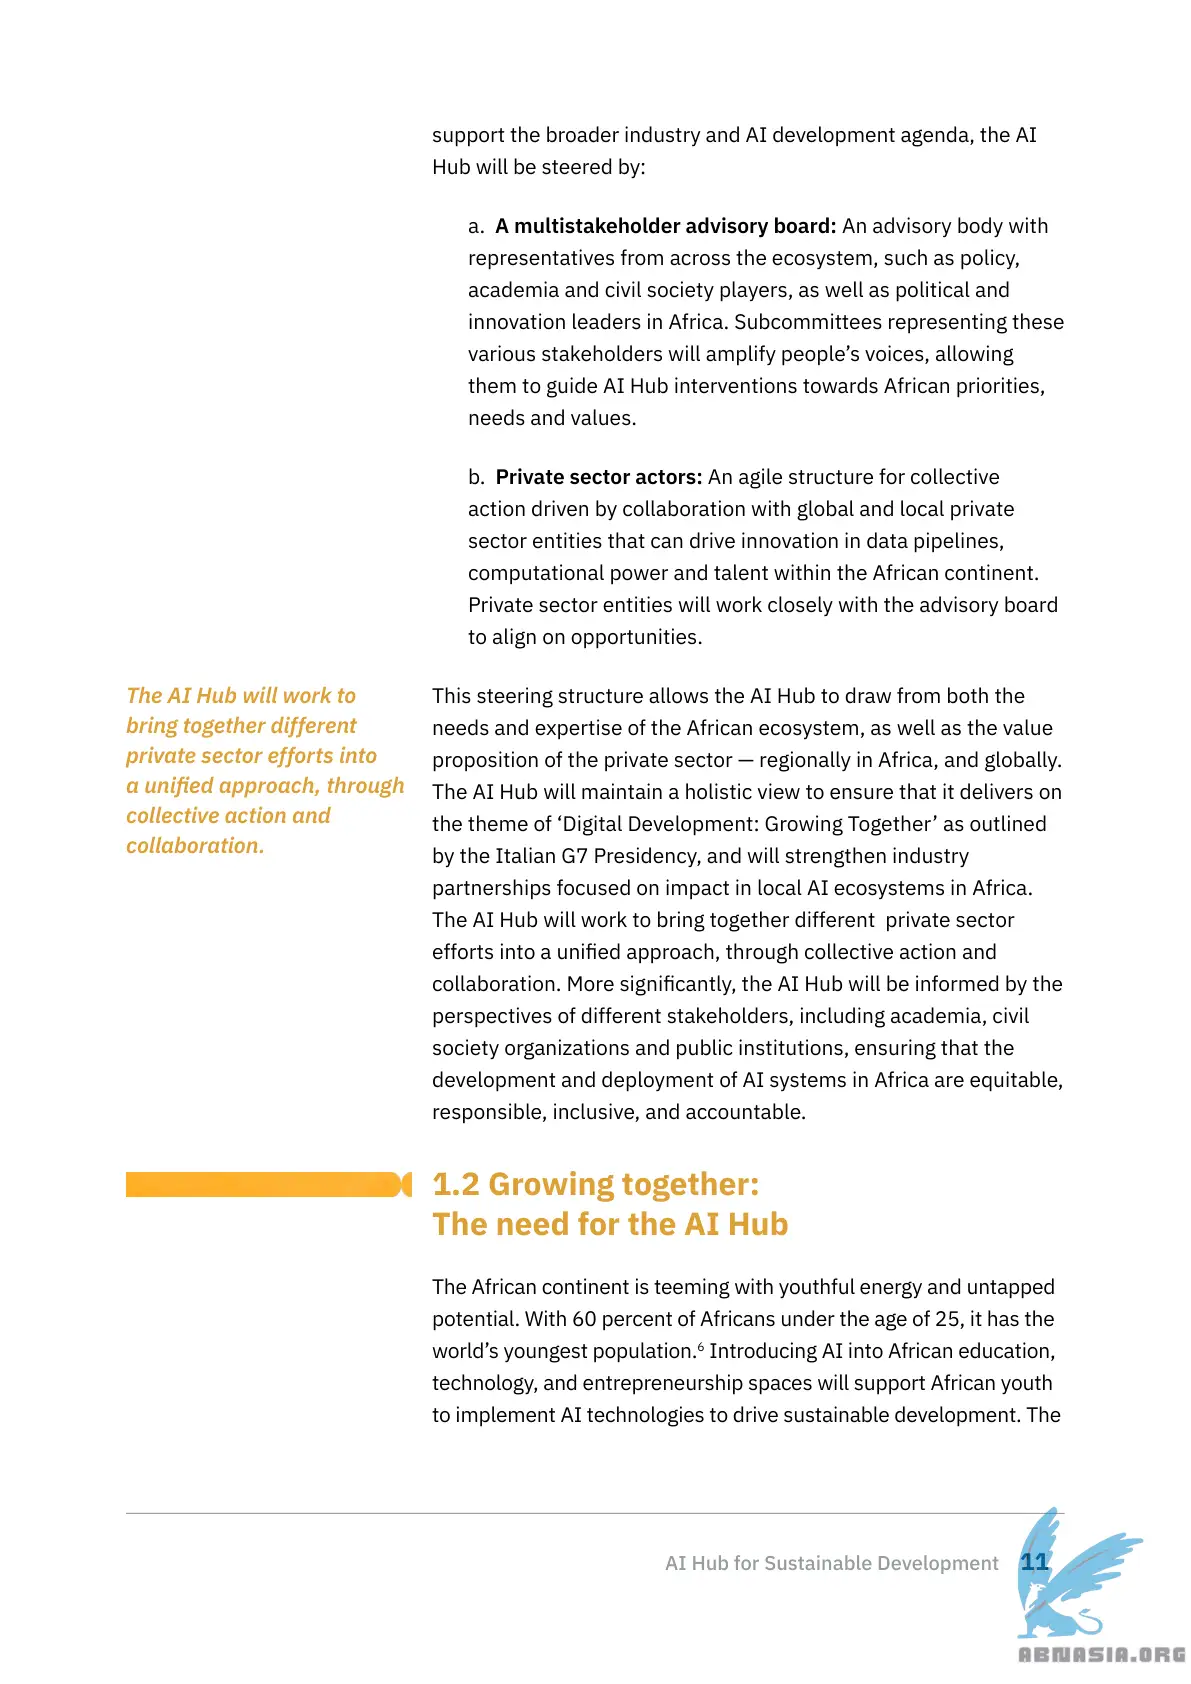 support the broader industry and AI development agenda, the AI
Hub will be steered by:
a. A multistakeholder advisory board: An advisory body with
representatives from across the ecosystem, such as policy,
academia and civil society players, as well as political and
innovation leaders in Africa. Subcommittees representing these
various stakeholders will amplify people’s voices, allowing
them to guide AI Hub interventions towards African priorities,
needs and values.
b. Private sector actors: An agile structure for collective
action driven by collaboration with global and local private
sector entities that can drive innovation in data pipelines,
computational power and talent within the African continent.
Private sector entities will work closely with the advisory board
to align on opportunities.
The AI Hub will work to
bring together different
private sector efforts into
a unified approach, through
collective action and
collaboration.
This steering structure allows the AI Hub to draw from both the
needs and expertise of the African ecosystem, as well as the value
proposition of the private sector — regionally in Africa, and globally.
The AI Hub will maintain a holistic view to ensure that it delivers on
the theme of ‘Digital Development: Growing Together’ as outlined
by the Italian G7 Presidency, and will strengthen industry
partnerships focused on impact in local AI ecosystems in Africa.
The AI Hub will work to bring together different  private sector
efforts into a unified approach, through collective action and
collaboration. More significantly, the AI Hub will be informed by the
perspectives of different stakeholders, including academia, civil
society organizations and public institutions, ensuring that the
development and deployment of AI systems in Africa are equitable,
responsible, inclusive, and accountable.
1.2 Growing together:
The need for the AI Hub
The African continent is teeming with youthful energy and untapped
potential. With 60 percent of Africans under the age of 25, it has the
world’s youngest population.⁶ Introducing AI into African education,
technology, and entrepreneurship spaces will support African youth
to implement AI technologies to drive sustainable development. The
AI Hub for Sustainable Development 11
ABNASIA.ORG